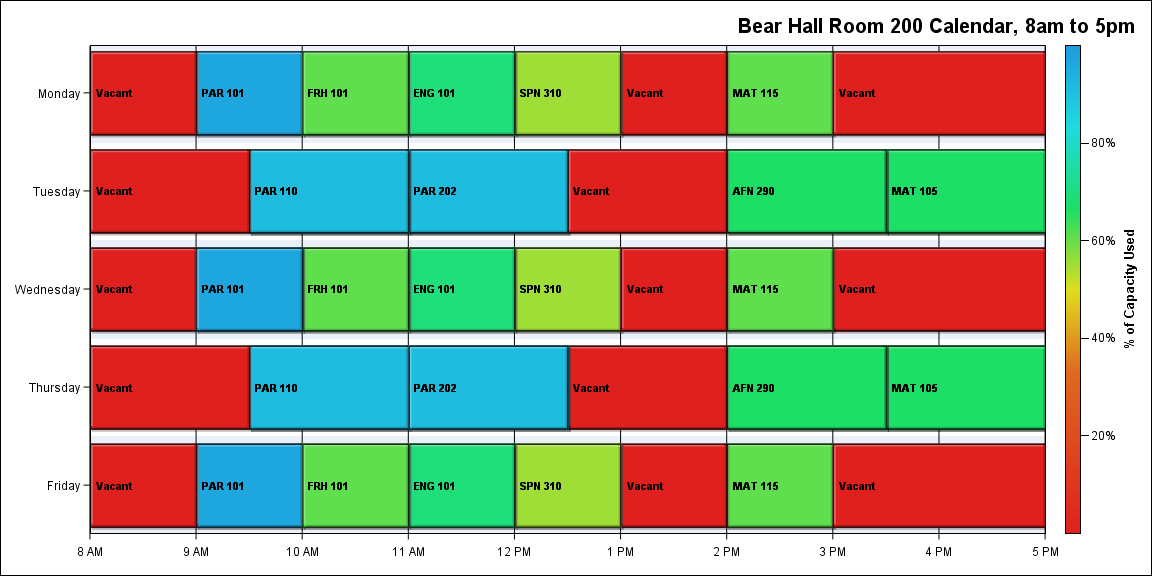 Bear Hall Room 200 Calendar, 8am to 5pm
Monday
Vacant
PAR 101
FRH 101
ENG 101
SPN 310
Vacant
MAT 115
Vacant
Tuesday
Vacant
PAR 110
PAR 202
Vacant
AFN 290
MAT 105
Wednesday
Vacant
PAR 101
FRH 101
ENG 101
SPN 310
Vacant
MAT 115
Vacant
Thursday
Vacant
PAR 110
PAR 202
Vacant
AFN 290
MAT 105
Friday
Vacant
PAR 101
FRH 101
ENG 101
SPN 310
Vacant
MAT 115
Vacant
8 AM
9 AM
10 AM
11 AM
12 PM
1 PM
2 PM
3 PM
4 PM
5 PM
80%
60%
40%
20%
% of Capacity Used